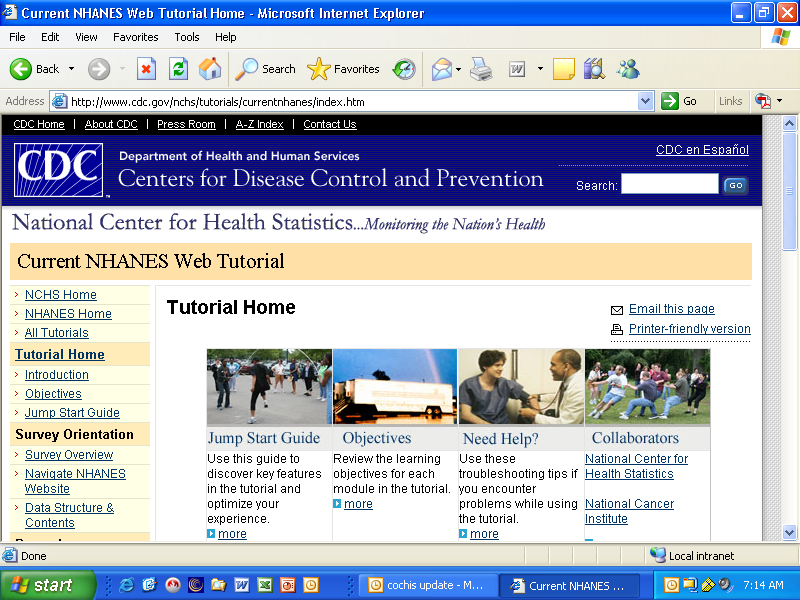 Current NHANES Web Tutorial Home - Microsoft Internet Explorer
File Edit View Favorites Tools Help
Back Search Favorites
Address http://www.cdc.gov/nchs/tutorials/currentnhanes/index.htm Go Links
CDC Home | About CDC | Press Room | A-Z Index | Contact Us
CDC en Español
CDC
Department of Health and Human Services
Centers for Disease Control and Prevention
Search: GO
National Center for Health Statistics...Monitoring the Nation's Health
Current NHANES Web Tutorial
NCHS Home
NHANES Home
All Tutorials
Tutorial Home
Introduction
Objectives
Jump Start Guide
Survey Orientation
Survey Overview
Navigate NHANES
Website
Data Structure &
Contents
Tutorial Home
Email this page
Printer-friendly version
Jump Start Guide
Use this guide to
discover key features
in the tutorial and
optimize your
experience.
more
Objectives
Review the learning
objectives for each
module in the tutorial.
more
Need Help?
Use these
troubleshooting tips if
you encounter
problems while using
the tutorial.
more
Collaborators
National Center for
Health Statistics
National Cancer
Institute
Done Local intranet
start cochis update - M... Current NHANES ... 7:14 AM